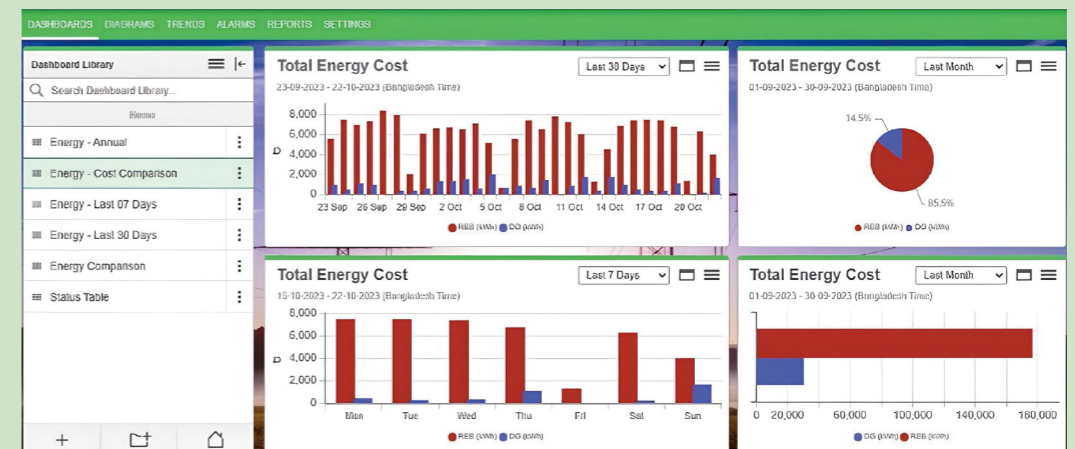 DASHBOARDS DIAGRAMS TRENDS ALARMS REPORTS SETTINGS
Dashboard Library
Search Dashboard Library...
Energy - Annual
Energy - Cost Comparison
Energy - Last 07 Days
Energy - Last 30 Days
Energy Comparison
Status Table
Total Energy Cost
Last 30 Days
23-09-2023 - 22-10-2023 (Bangladesh Time)
8,000
6,000
4,000
2,000
0
23 Sep 26 Sep 29 Sep 2 Oct 5 Oct 8 Oct 11 Oct 14 Oct 17 Oct 20 Oct
REB (kWh) DG (kWh)
Total Energy Cost
Last Month
01-09-2023 - 30-09-2023 (Bangladesh Time)
14.5%
85.5%
REB (kWh) DG (kWh)
Total Energy Cost
Last 7 Days
16-10-2023 - 22-10-2023 (Bangladesh Time)
8,000
6,000
4,000
2,000
0
Mon Tue Wed Thu Fri Sat Sun
REB (kWh) DG (kWh)
Total Energy Cost
Last Month
01-09-2023 - 30-09-2023 (Bangladesh Time)
0 20,000 60,000 100,000 140,000 180,000
DG (kWh) REB (kWh)